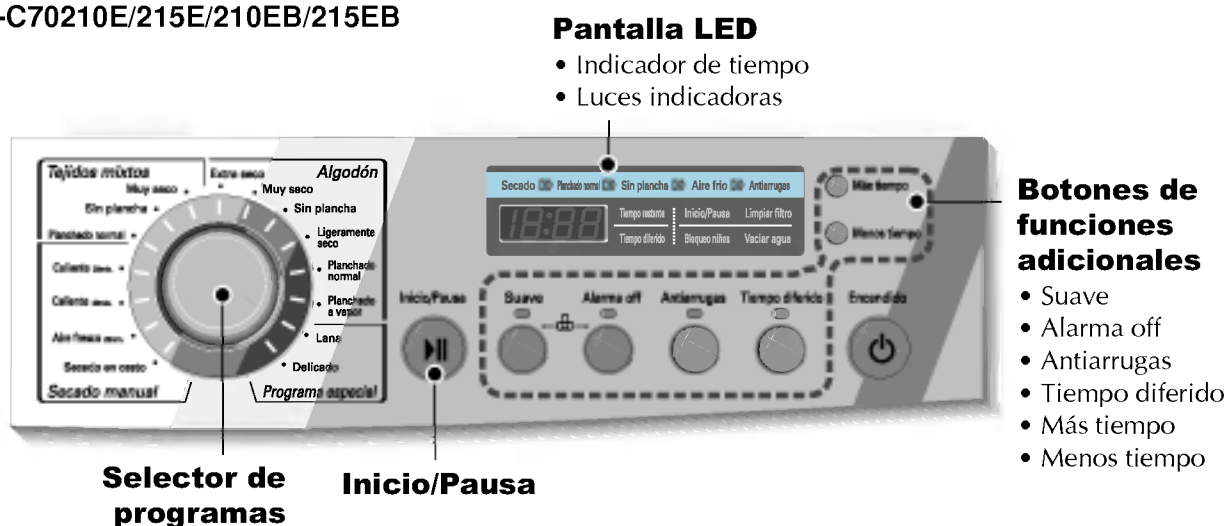 -C70210E/215E/210EB/215EB
Pantalla LED
• Indicador de tiempo
• Luces indicadoras
Tejidos mixtos
Muy seco
Sin plancha
Planchado normal
Extra seco
Algodón
Muy seco
Sin plancha
Ligeramente
seco
Planchado
normal
Planchado
a vapor
Lana
Delicado
Programa especial
Caliente
Caliente
Aire fresco
Secado en cesto
Secado manual
Secado
Planchado normal
Sin plancha
Aire frio
Antiarrugas
18:88
Tiempo restante
Inicio/Pausa
Limpiar filtro
Tiempo diferido
Bloqueo niños
Vaciar agua
Más tiempo
Menos tiempo
Inicio/Pausa
Suave
Alarma off
Antiarrugas
Tiempo diferido
Encendido
Botones de
funciones
adicionales
• Suave
• Alarma off
• Antiarrugas
• Tiempo diferido
• Más tiempo
• Menos tiempo
Selector de
programas
Inicio/Pausa